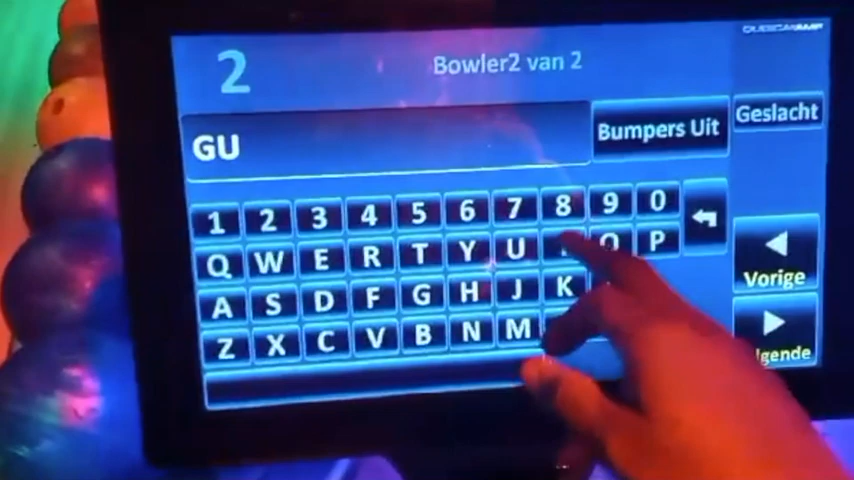 2
Bowler2 van 2
GU
Bumpers Uit
Geslacht
1 2 3 4 5 6 7 8 9 0
Q W E R T Y U O P
A S D F G H J K
Z X C V B N M
Vorige